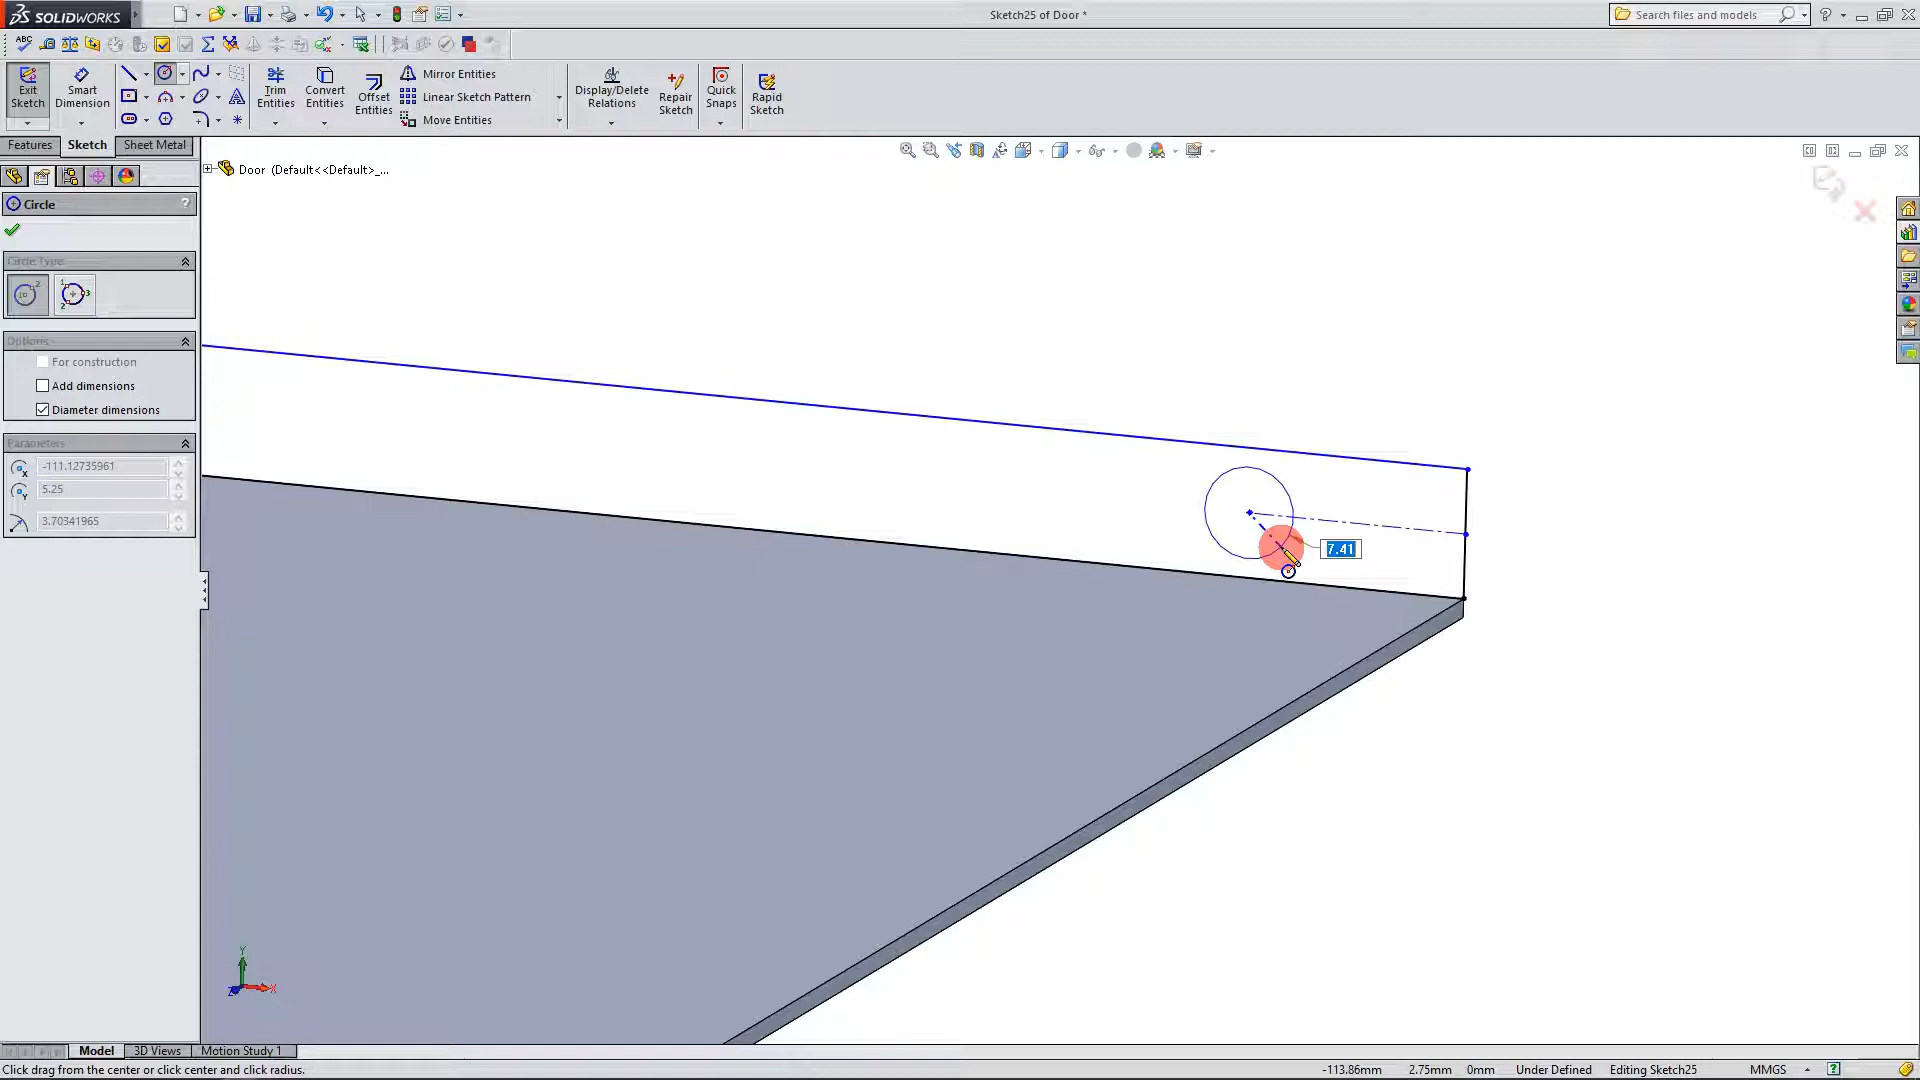 SOLIDWORKS
Sketch25 of Door *
Search files and models
?
ABC
Exit Sketch
Smart Dimension
Trim Entities
Convert Entities
Offset Entities
Mirror Entities
Linear Sketch Pattern
Move Entities
Display/Delete Relations
Repair Sketch
Quick Snaps
Rapid Sketch
Features
Sketch
Sheet Metal
Door (Default<<Default>_...
Circle
?
Circle Type
Options
For construction
Add dimensions
Diameter dimensions
Parameters
-111.12735961
5.25
3.70341965
7.41
Y
X
Z
Model
3D Views
Motion Study 1
Click drag from the center or click center and click radius.
-113.86mm
2.75mm
0mm
Under Defined
Editing Sketch25
MMGS
?